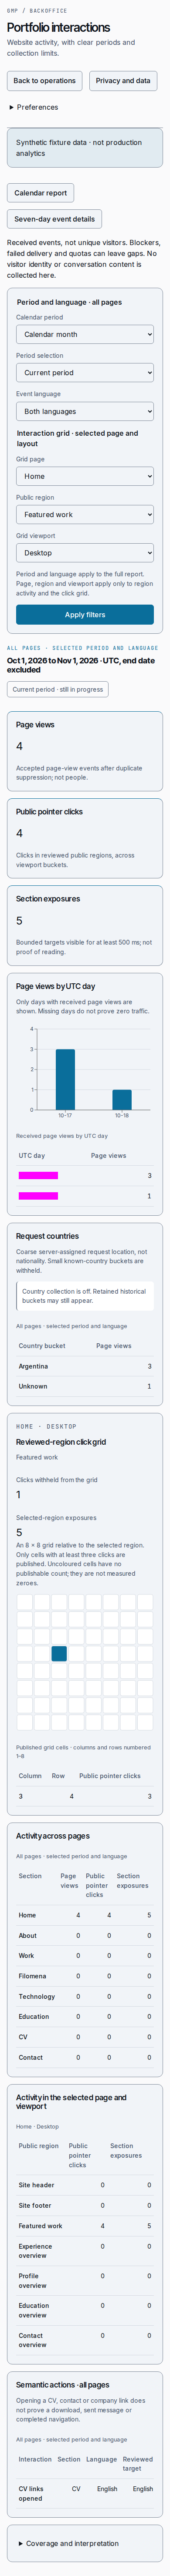 OMP / BACKOFFICE
Portfolio interactions
Website activity, with clear periods and
collection limits.
Back to operations
Privacy and data
▶ Preferences
Synthetic fixture data · not production
analytics
Calendar report
Seven-day event details
Received events, not unique visitors. Blockers,
failed delivery and quotas can leave gaps. No
visitor identity or conversation content is
collected here.
Period and language · all pages
Calendar period
Calendar month
Period selection
Current period
Event language
Both languages
Interaction grid · selected page and
layout
Grid page
Home
Public region
Featured work
Grid viewport
Desktop
Period and language apply to the full report.
Page, region and viewport apply only to region
activity and the click grid.
Apply filters
ALL PAGES · SELECTED PERIOD AND LANGUAGE
Oct 1, 2026 to Nov 1, 2026 · UTC, end date
excluded
Current period · still in progress
Page views
4
Accepted page-view events after duplicate
suppression; not people.
Public pointer clicks
4
Clicks in reviewed public regions, across
viewport buckets.
Section exposures
5
Bounded targets visible for at least 500 ms; not
proof of reading.
Page views by UTC day
Only days with received page views are
shown. Missing days do not prove zero traffic.
4
3
2
1
0
10-17
10-18
Received page views by UTC day
UTC day
Page views
3
1
Request countries
Coarse server-assigned request location, not
nationality. Small known-country buckets are
withheld.
Country collection is off. Retained historical
buckets may still appear.
All pages · selected period and language
Country bucket
Page views
Argentina
3
Unknown
1
HOME · DESKTOP
Reviewed-region click grid
Featured work
Clicks withheld from the grid
1
Selected-region exposures
5
An 8 × 8 grid relative to the selected region.
Only cells with at least three clicks are
published. Uncoloured cells have no
publishable count; they are not measured
zeroes.
Published grid cells · columns and rows numbered
1–8
Column
Row
Public pointer clicks
3
4
3
Activity across pages
All pages · selected period and language
Section
Page views
Public pointer clicks
Section exposures
Home 4 4 5
About 0 0 0
Work 0 0 0
Filomena 0 0 0
Technology 0 0 0
Education 0 0 0
CV 0 0 0
Contact 0 0 0
Activity in the selected page and
viewport
Home · Desktop
Public region
Public pointer clicks
Section exposures
Site header 0 0
Site footer 0 0
Featured work 4 5
Experience overview 0 0
Profile overview 0 0
Education overview 0 0
Contact overview 0 0
Semantic actions · all pages
Opening a CV, contact or company link does
not prove a download, sent message or
completed navigation.
All pages · selected period and language
Interaction
Section
Language
Reviewed target
CV links opened
CV
English
English
▶ Coverage and interpretation